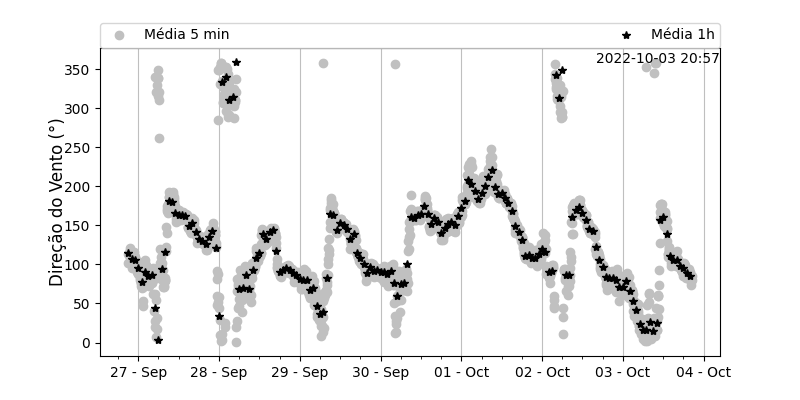 Média 5 min
Média 1h
2022-10-03 20:57
Direção do Vento (°)
350
300
250
200
150
100
50
0
27 - Sep
28 - Sep
29 - Sep
30 - Sep
01 - Oct
02 - Oct
03 - Oct
04 - Oct